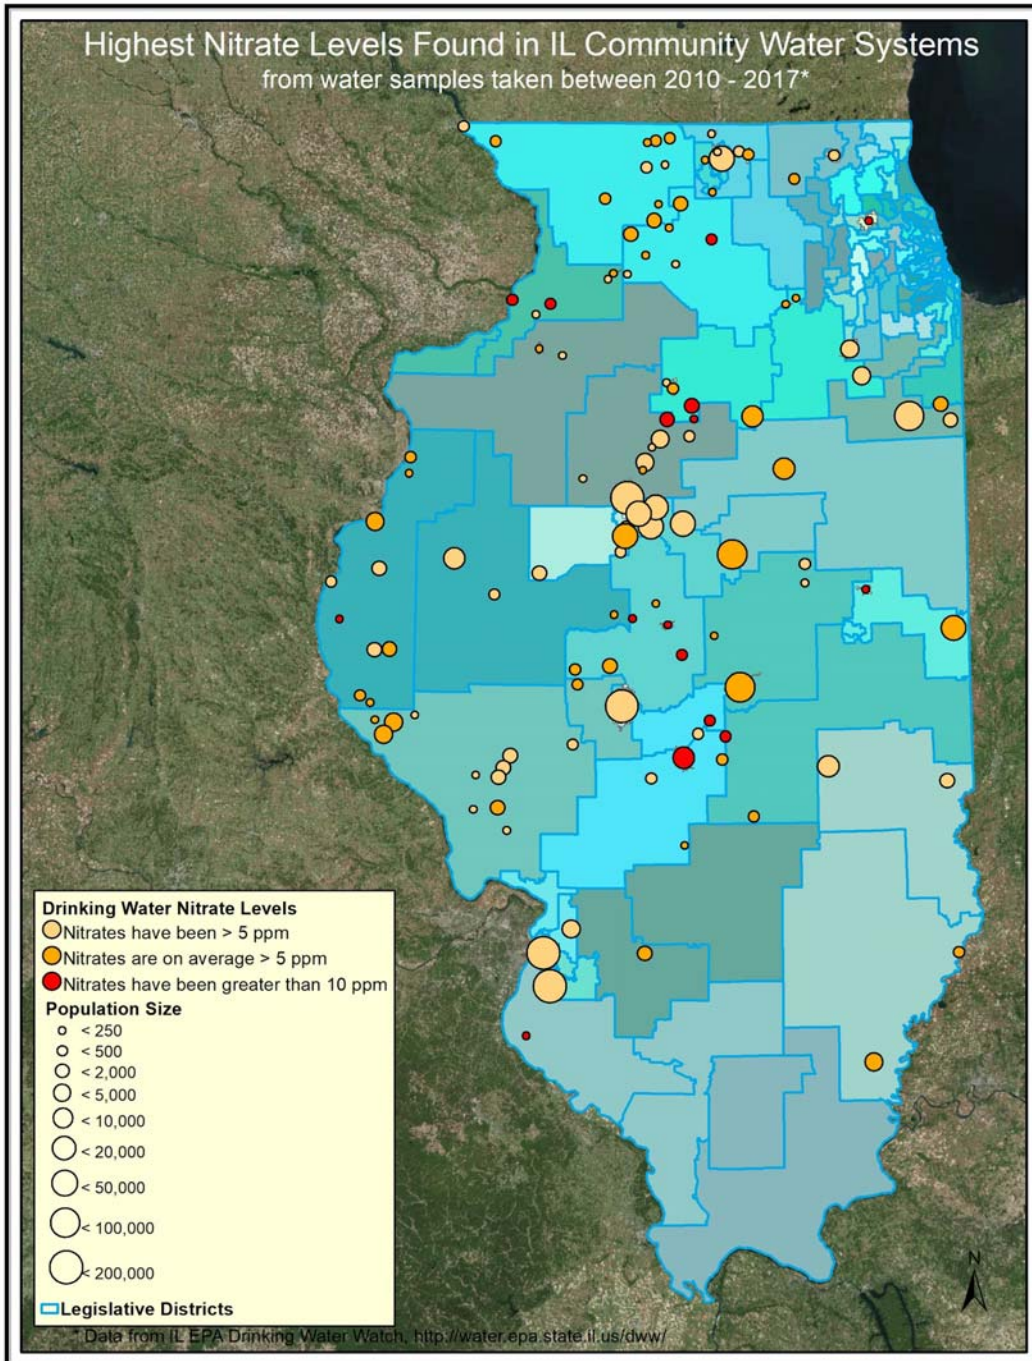 Highest Nitrate Levels Found in IL Community Water Systems
from water samples taken between 2010 - 2017*
Drinking Water Nitrate Levels
Nitrates have been > 5 ppm
Nitrates are on average > 5 ppm
Nitrates have been greater than 10 ppm
Population Size
< 250
< 500
< 2,000
< 5,000
< 10,000
< 20,000
< 50,000
< 100,000
< 200,000
Legislative Districts
N
* Data from IL EPA Drinking Water Watch, http://water.epa.state.il.us/dww/